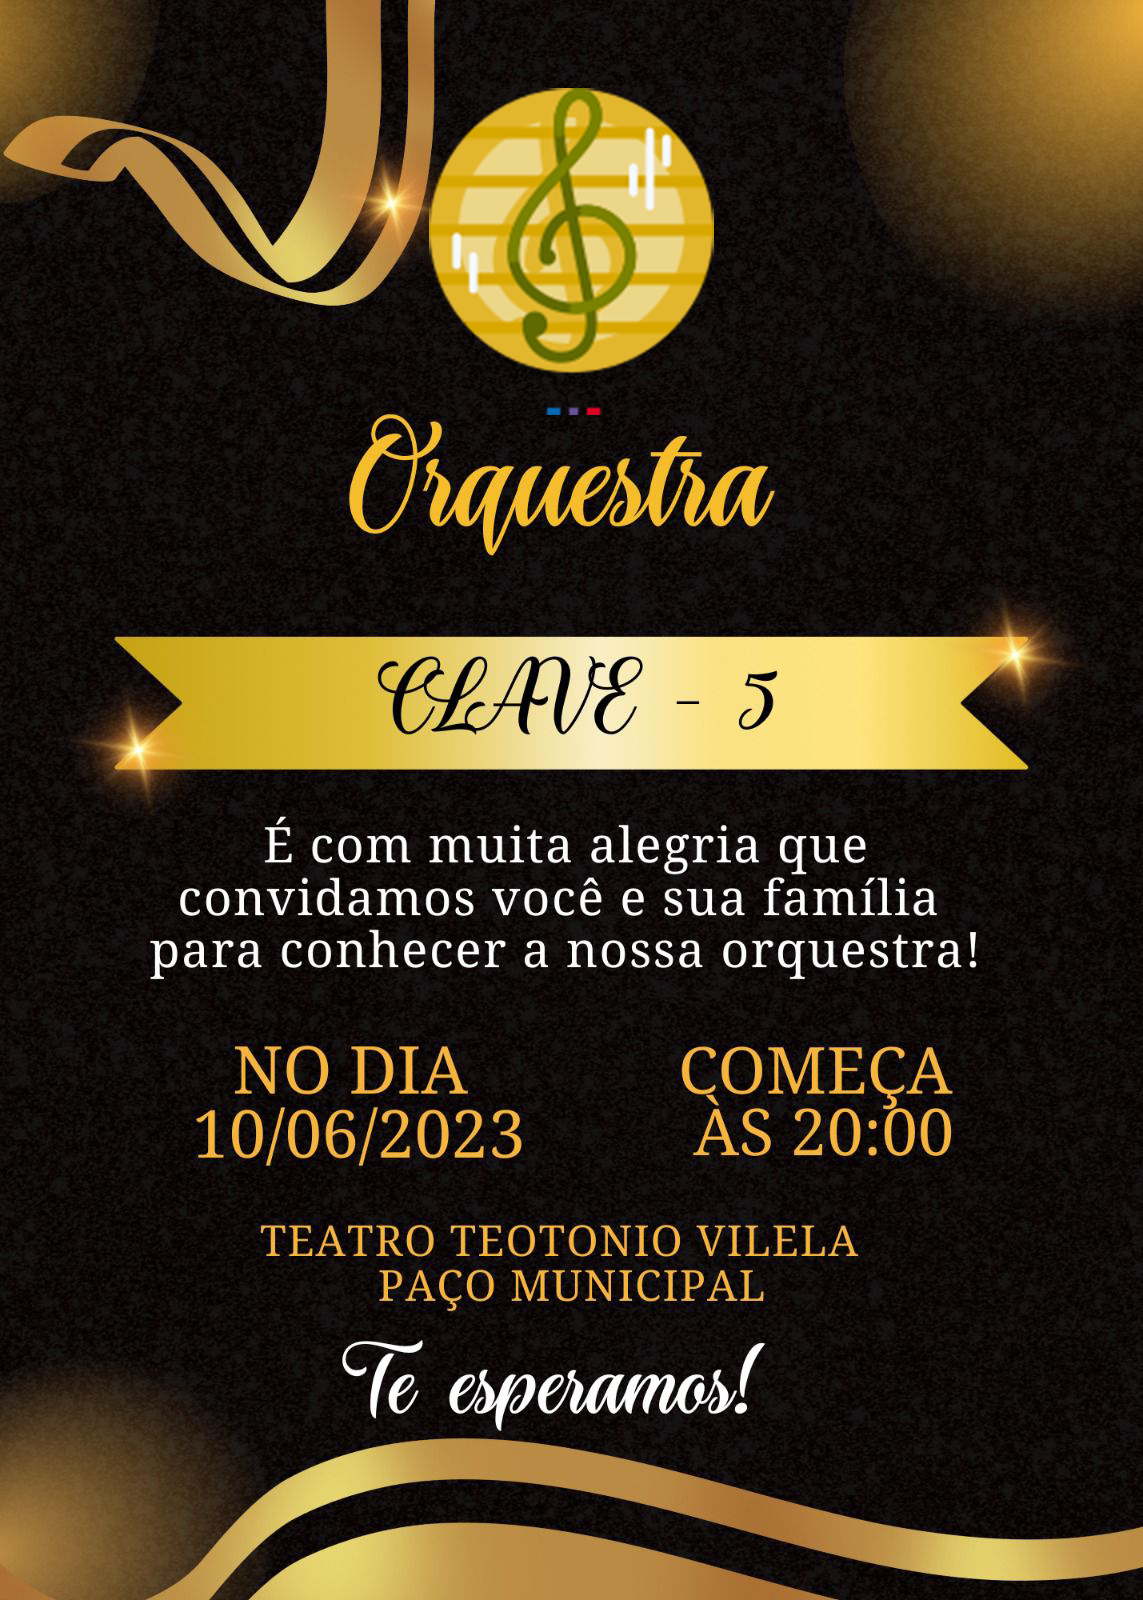 Orquestra
CLAVE - 5
É com muita alegria que
convidamos você e sua família
para conhecer a nossa orquestra!
NO DIA
10/06/2023
COMEÇA
ÀS 20:00
TEATRO TEOTONIO VILELA
PAÇO MUNICIPAL
Te esperamos!